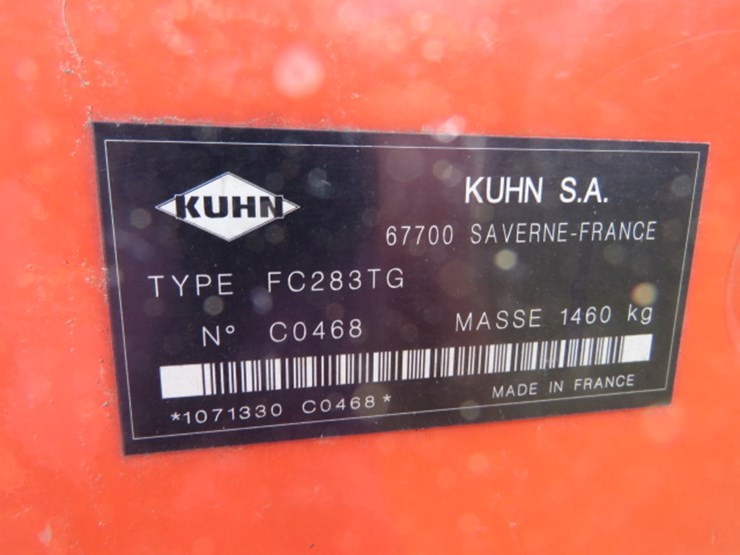 KUHN
KUHN S.A.
67700 SAVERNE-FRANCE
TYPE FC283TG
N° C0468 MASSE 1460 kg
*1071330 C0468*
MADE IN FRANCE